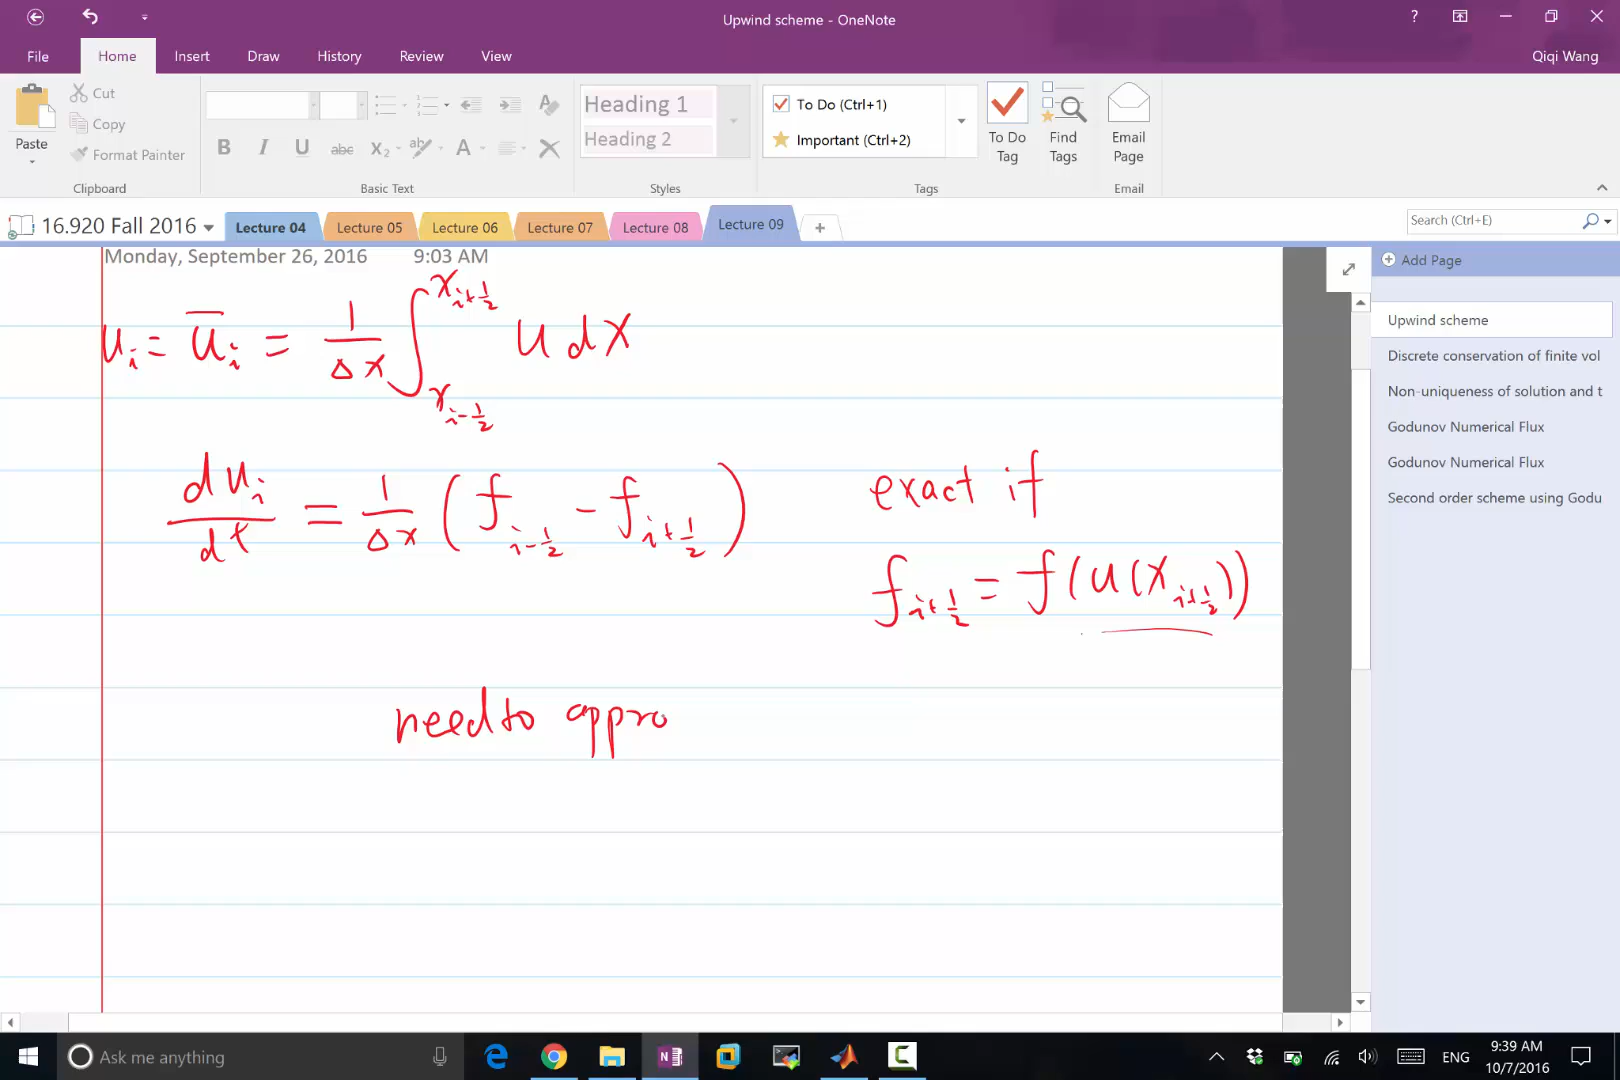 Upwind scheme - OneNote
?
File Home Insert Draw History Review View Qiqi Wang
Paste Cut Copy Format Painter
Clipboard
B I U abc X₂ A
Basic Text
Heading 1
Heading 2
Styles
To Do (Ctrl+1)
Important (Ctrl+2)
To Do Tag
Find Tags
Tags
Email Page
Email
16.920 Fall 2016 Lecture 04 Lecture 05 Lecture 06 Lecture 07 Lecture 08 Lecture 09 + Search (Ctrl+E)
Monday, September 26, 2016 9:03 AM
u_i = ū_i = 1/Δx ∫_{x_{i-1/2}}^{x_{i+1/2}} u dx
du_i/dt = 1/Δx ( f_{i-1/2} - f_{i+1/2} )
exact if
f_{i+1/2} = f(u(x_{i+1/2}))
need to appro
Add Page
Upwind scheme
Discrete conservation of finite vol
Non-uniqueness of solution and t
Godunov Numerical Flux
Godunov Numerical Flux
Second order scheme using Godu
Ask me anything
ENG
9:39 AM
10/7/2016